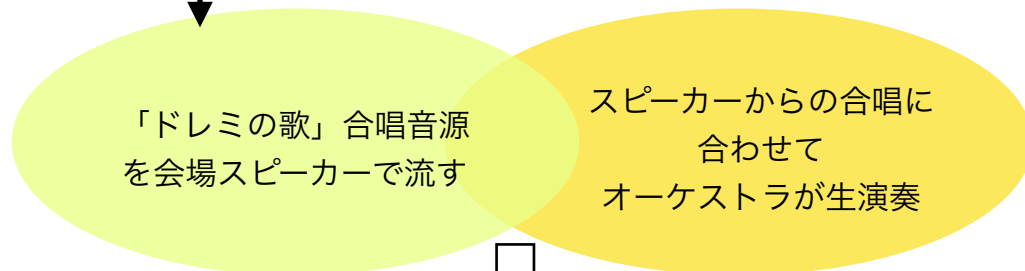 「ドレミの歌」合唱音源
を会場スピーカーで流す
スピーカーからの合唱に
合わせて
オーケストラが生演奏